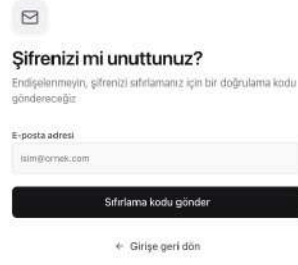 Şifrenizi mi unuttunuz?
Endişelenmeyin, şifrenizi sıfırlamanız için bir doğrulama kodu
göndereceğiz
E-posta adresi
isim@ornek.com
Sıfırlama kodu gönder
← Girişe geri dön